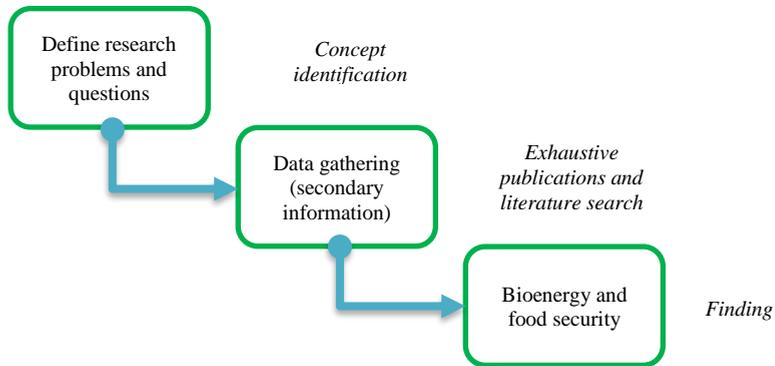 Define research
problems and
questions
Concept
identification
Data gathering
(secondary
information)
Exhaustive
publications and
literature search
Bioenergy and
food security
Finding